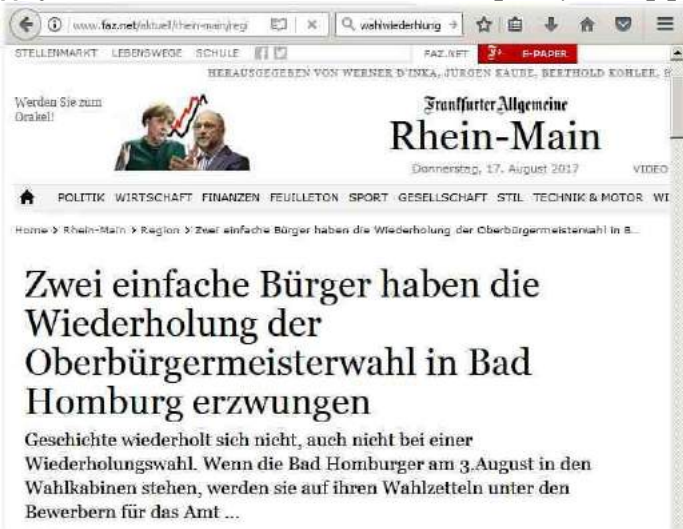 www.faz.net/aktuell/rhein-main/regi
wahlwiederhlung
STELLENMARKT LEBENSWEGE SCHULE
FAZ.NET E-PAPER
HERAUSGEGEBEN VON WERNER D'INKA, JÜRGEN KAUBE, BERTHOLD KOHLER,
Werden Sie zum
Orakel!
Frankfurter Allgemeine
Rhein-Main
Donnerstag, 17. August 2017
VIDEO
POLITIK WIRTSCHAFT FINANZEN FEUILLETON SPORT GESELLSCHAFT STIL TECHNIK & MOTOR WI
Home > Rhein-Main > Region > Zwei einfache Bürger haben die Wiederholung der Oberbürgermeisterwahl in B...
Zwei einfache Bürger haben die
Wiederholung der
Oberbürgermeisterwahl in Bad
Homburg erzwungen
Geschichte wiederholt sich nicht, auch nicht bei einer
Wiederholungswahl. Wenn die Bad Homburger am 3.August in den
Wahlkabinen stehen, werden sie auf ihren Wahlzetteln unter den
Bewerbern für das Amt ...